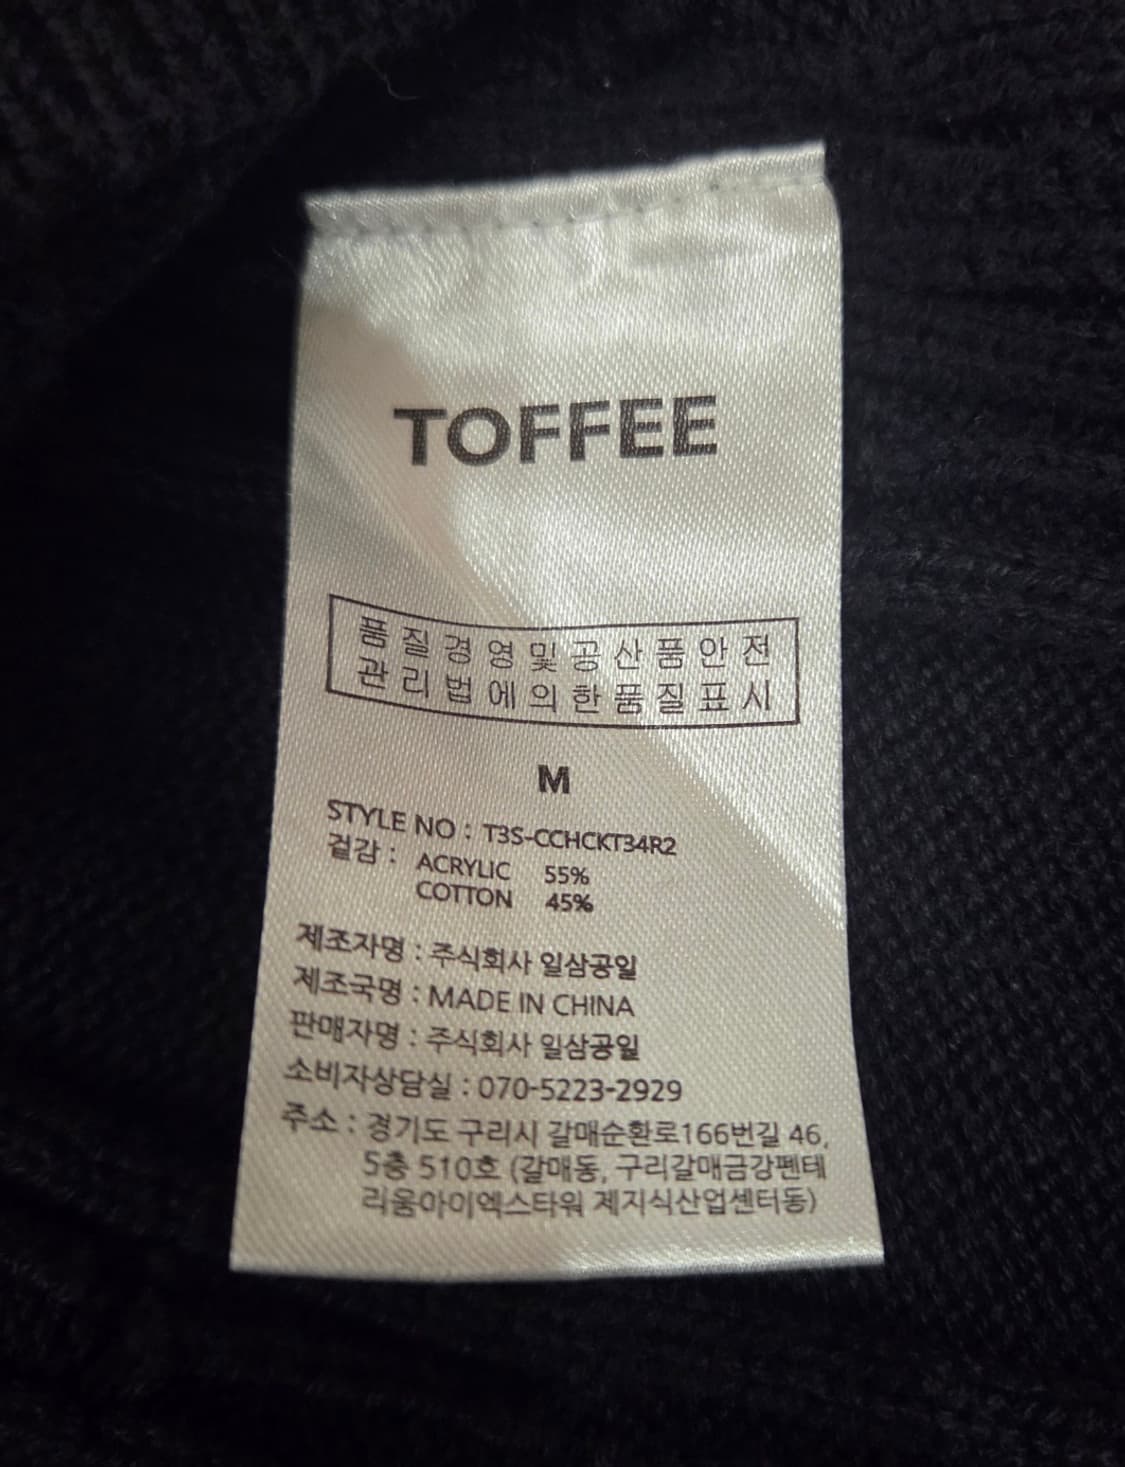 TOFFEE
품질경영및공산품안전
관리법에의한품질표시
M
STYLE NO : T3S-CCHCKT34R2
겉감 : ACRYLIC 55%
COTTON 45%
제조자명 : 주식회사 일삼공일
제조국명 : MADE IN CHINA
판매자명 : 주식회사 일삼공일
소비자상담실 : 070-5223-2929
주소 : 경기도 구리시 갈매순환로166번길 46,
5층 510호 (갈매동, 구리갈매금강펜테
리움아이엑스타워 제지식산업센터동)